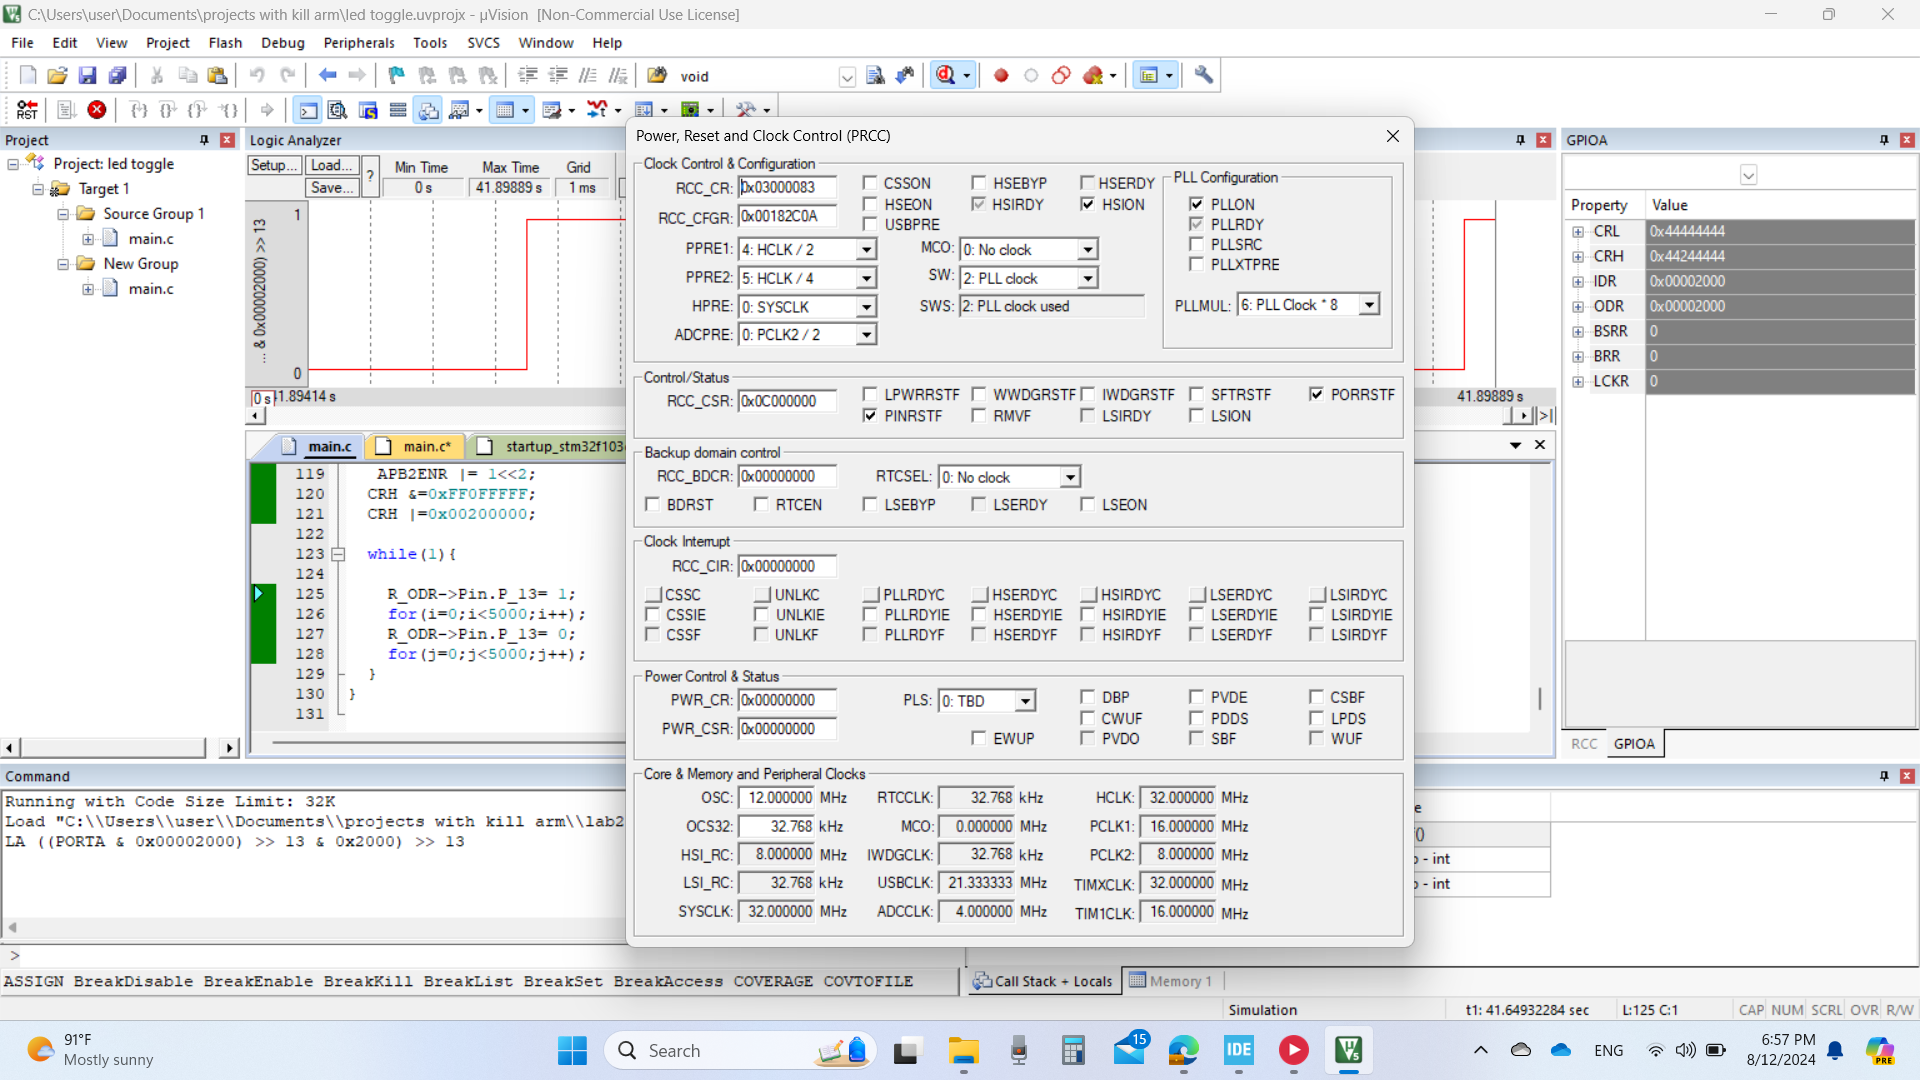 C:\Users\user\Documents\projects with kill arm\led toggle.uvprojx - µVision  [Non-Commercial Use License]
File Edit View Project Flash Debug Peripherals Tools SVCS Window Help
void
RST
Project
Project: led toggle
Target 1
Source Group 1
main.c
New Group
main.c
Logic Analyzer
Setup... Load... Save... ?
Min Time Max Time Grid
0 s 41.89889 s 1 ms
... & 0x00002000) >> 13
1
0
0 s 1.89414 s
41.89889 s
main.c main.c* startup_stm32f103
119 APB2ENR |= 1<<2;
120 CRH &=0xFF0FFFFF;
121 CRH |=0x00200000;
122
123 while(1){
124
125 R_ODR->Pin.P_13= 1;
126 for(i=0;i<5000;i++);
127 R_ODR->Pin.P_13= 0;
128 for(j=0;j<5000;j++);
129 }
130 }
131
Power, Reset and Clock Control (PRCC)
Clock Control & Configuration
RCC_CR: 0x03000083 CSSON HSEBYP HSERDY
HSEON HSIRDY HSION
RCC_CFGR: 0x00182C0A USBPRE
PPRE1: 4: HCLK / 2 MCO: 0: No clock
PPRE2: 5: HCLK / 4 SW: 2: PLL clock
HPRE: 0: SYSCLK SWS: 2: PLL clock used
ADCPRE: 0: PCLK2 / 2
PLL Configuration
PLLON
PLLRDY
PLLSRC
PLLXTPRE
PLLMUL: 6: PLL Clock * 8
Control/Status
RCC_CSR: 0x0C000000 LPWRRSTF WWDGRSTF IWDGRSTF SFTRSTF PORRSTF
PINRSTF RMVF LSIRDY LSION
Backup domain control
RCC_BDCR: 0x00000000 RTCSEL: 0: No clock
BDRST RTCEN LSEBYP LSERDY LSEON
Clock Interrupt
RCC_CIR: 0x00000000
CSSC UNLKC PLLRDYC HSERDYC HSIRDYC LSERDYC LSIRDYC
CSSIE UNLKIE PLLRDYIE HSERDYIE HSIRDYIE LSERDYIE LSIRDYIE
CSSF UNLKF PLLRDYF HSERDYF HSIRDYF LSERDYF LSIRDYF
Power Control & Status
PWR_CR: 0x00000000 PLS: 0: TBD DBP PVDE CSBF
CWUF PDDS LPDS
PWR_CSR: 0x00000000 EWUP PVDO SBF WUF
Core & Memory and Peripheral Clocks
OSC: 12.000000 MHz RTCCLK: 32.768 kHz HCLK: 32.000000 MHz
OCS32: 32.768 kHz MCO: 0.000000 MHz PCLK1: 16.000000 MHz
HSI_RC: 8.000000 MHz IWDGCLK: 32.768 kHz PCLK2: 8.000000 MHz
LSI_RC: 32.768 kHz USBCLK: 21.333333 MHz TIMXCLK: 32.000000 MHz
SYSCLK: 32.000000 MHz ADCCLK: 4.000000 MHz TIM1CLK: 16.000000 MHz
GPIOA
Property Value
CRL 0x44444444
CRH 0x44244444
IDR 0x00002000
ODR 0x00002000
BSRR 0
BRR 0
LCKR 0
RCC GPIOA
Command
Running with Code Size Limit: 32K
Load "C:\\Users\\user\\Documents\\projects with kill arm\\lab2
LA ((PORTA & 0x00002000) >> 13 & 0x2000) >> 13
>
ASSIGN BreakDisable BreakEnable BreakKill BreakList BreakSet BreakAccess COVERAGE COVTOFILE
e
()
- int
- int
Call Stack + Locals Memory 1
Simulation t1: 41.64932284 sec L:125 C:1 CAP NUM SCRL OVR R/W
91°F
Mostly sunny
Search
15
IDE
ENG
6:57 PM
8/12/2024
PRE